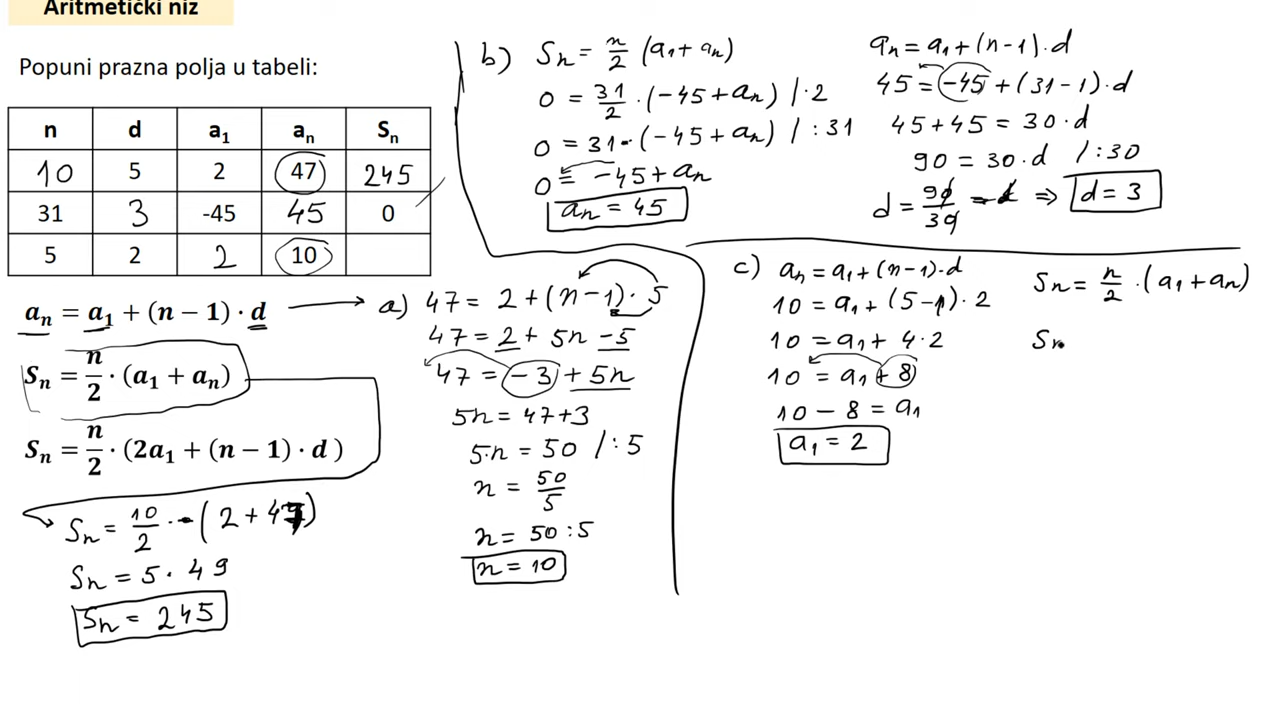 Aritmetički niz
Popuni prazna polja u tabeli:
n d a₁ aₙ Sₙ
10 5 2 47 245
31 3 -45 45 0
5 2 2 10
aₙ = a₁ + (n − 1) · d
Sₙ = n/2 · (a₁ + aₙ)
Sₙ = n/2 · (2a₁ + (n − 1) · d)
Sₙ = 10/2 · (2 + 47)
Sₙ = 5 · 49
Sₙ = 245
a) 47 = 2 + (n − 1) · 5
47 = 2 + 5n − 5
47 = − 3 + 5n
5n = 47 + 3
5·n = 50 / : 5
n = 50/5
n = 50 : 5
n = 10
b) Sₙ = n/2 (a₁ + aₙ)
0 = 31/2 · (−45 + aₙ) / · 2
0 = 31 · (−45 + aₙ) / : 31
0 = −45 + aₙ
aₙ = 45
aₙ = a₁ + (n − 1) · d
45 = −45 + (31 − 1) · d
45 + 45 = 30 · d
90 = 30 · d / : 30
d = 90/30 ⇒ d = 3
c) aₙ = a₁ + (n − 1) · d
10 = a₁ + (5 − 1) · 2
10 = a₁ + 4 · 2
10 = a₁ + 8
10 − 8 = a₁
a₁ = 2
Sₙ = n/2 · (a₁ + aₙ)
Sₙ